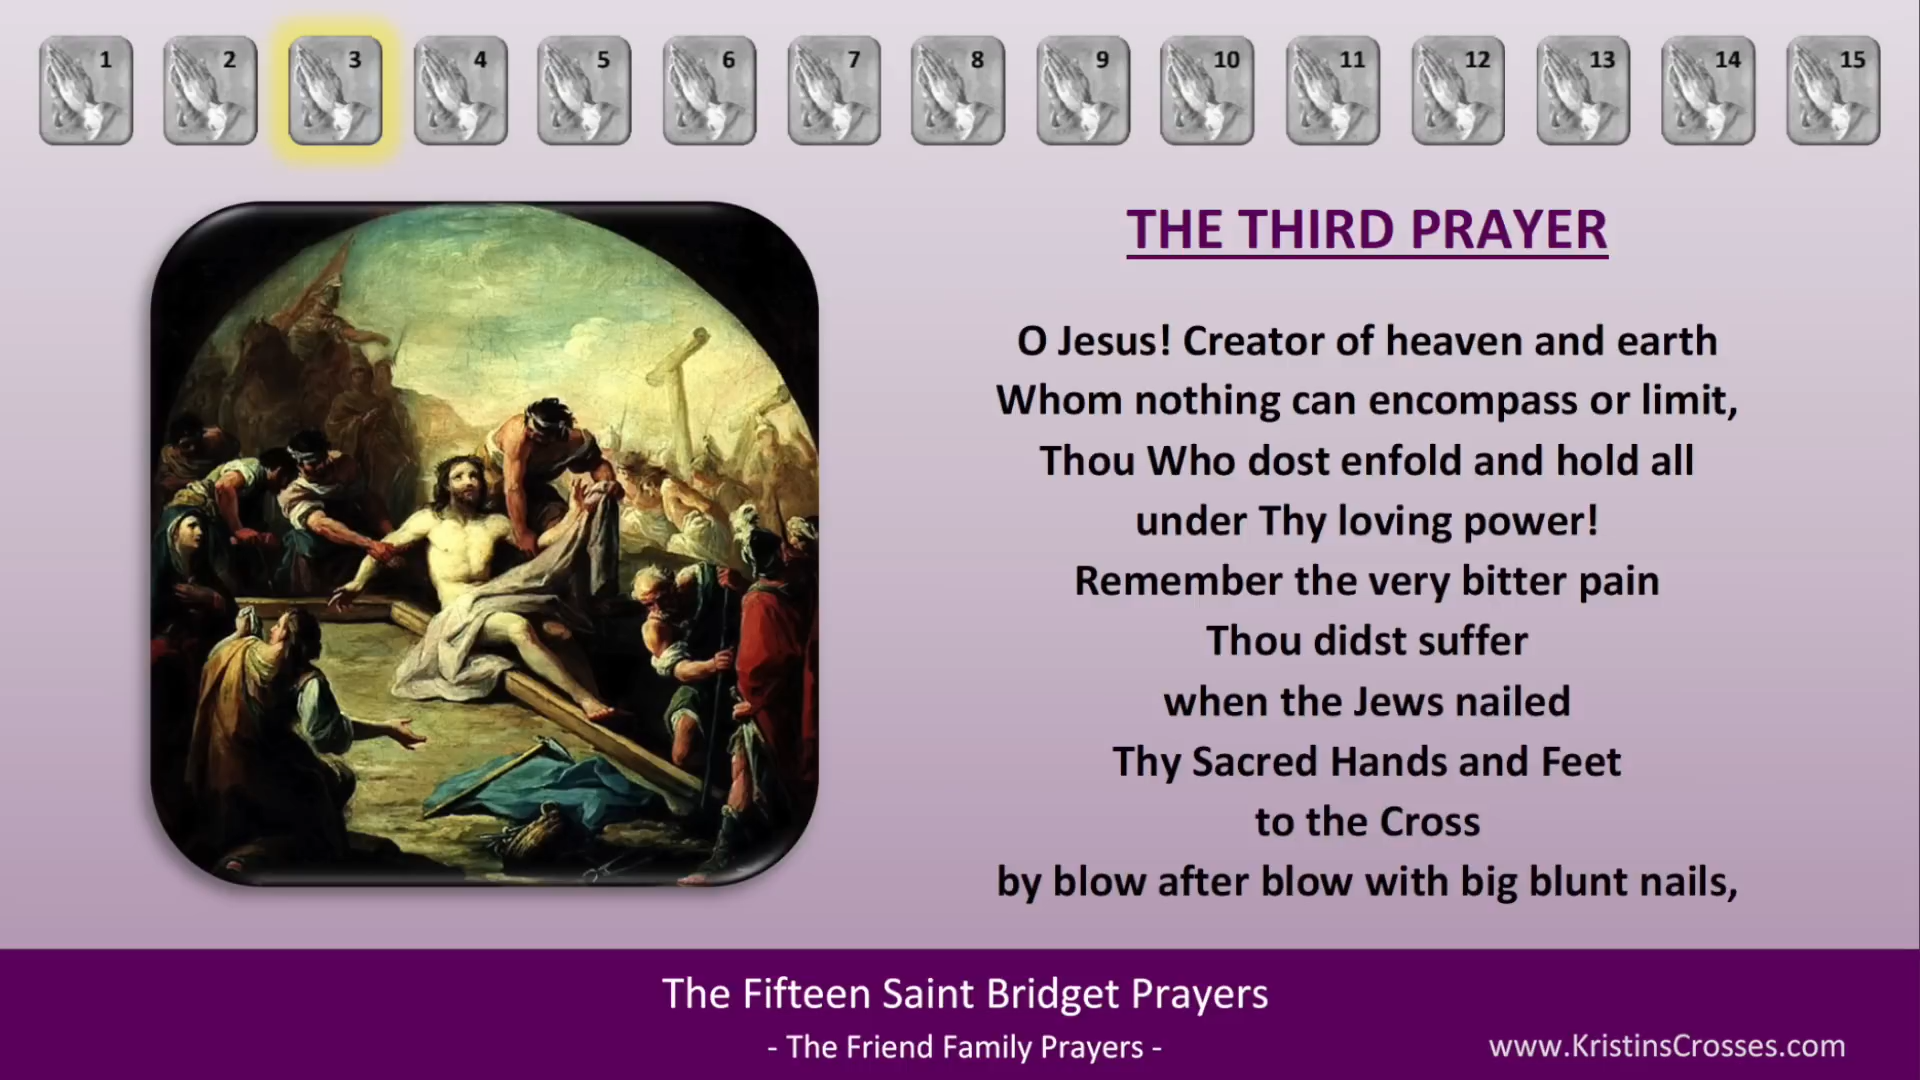 1 2 3 4 5 6 7 8 9 10 11 12 13 14 15
THE THIRD PRAYER
O Jesus! Creator of heaven and earth
Whom nothing can encompass or limit,
Thou Who dost enfold and hold all
under Thy loving power!
Remember the very bitter pain
Thou didst suffer
when the Jews nailed
Thy Sacred Hands and Feet
to the Cross
by blow after blow with big blunt nails,
The Fifteen Saint Bridget Prayers
- The Friend Family Prayers -
www.KristinsCrosses.com